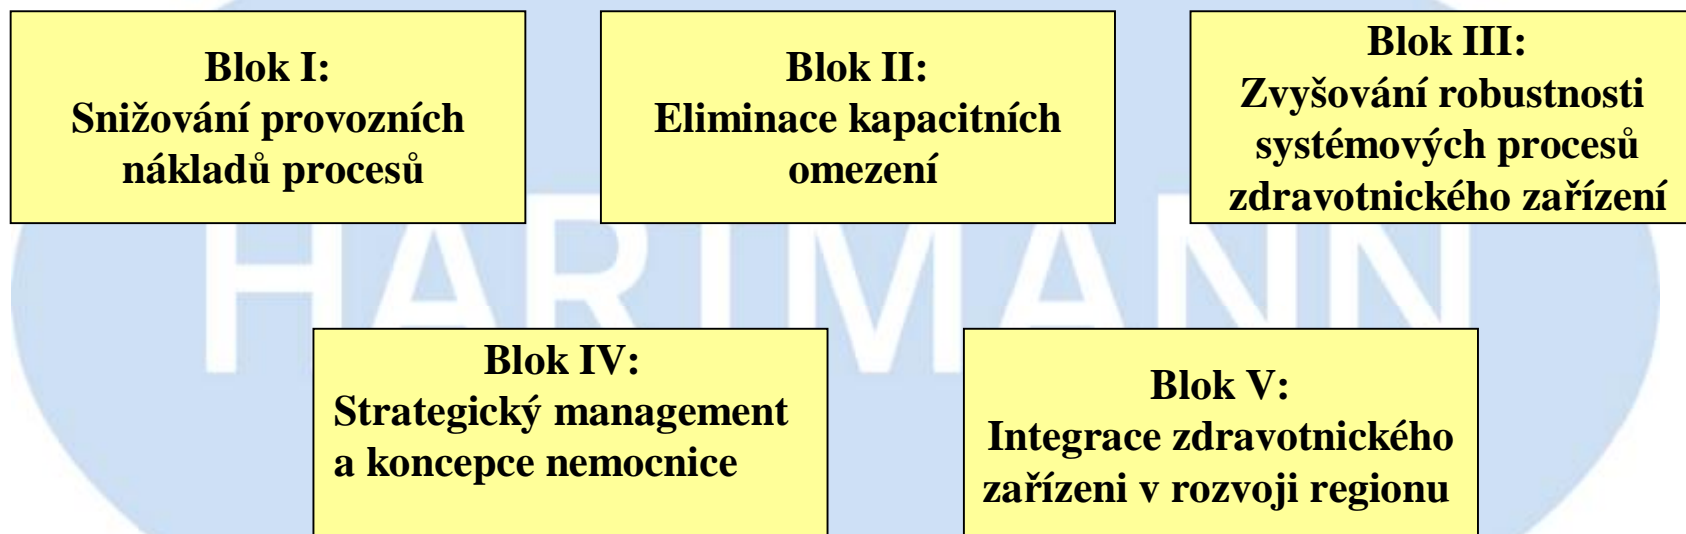 Blok I:
Snižování provozních
nákladů procesů
Blok II:
Eliminace kapacitních
omezení
Blok III:
Zvyšování robustnosti
systémových procesů
zdravotnického zařízení
HARTMANN
Blok IV:
Strategický management
a koncepce nemocnice
Blok V:
Integrace zdravotnického
zařízeni v rozvoji regionu